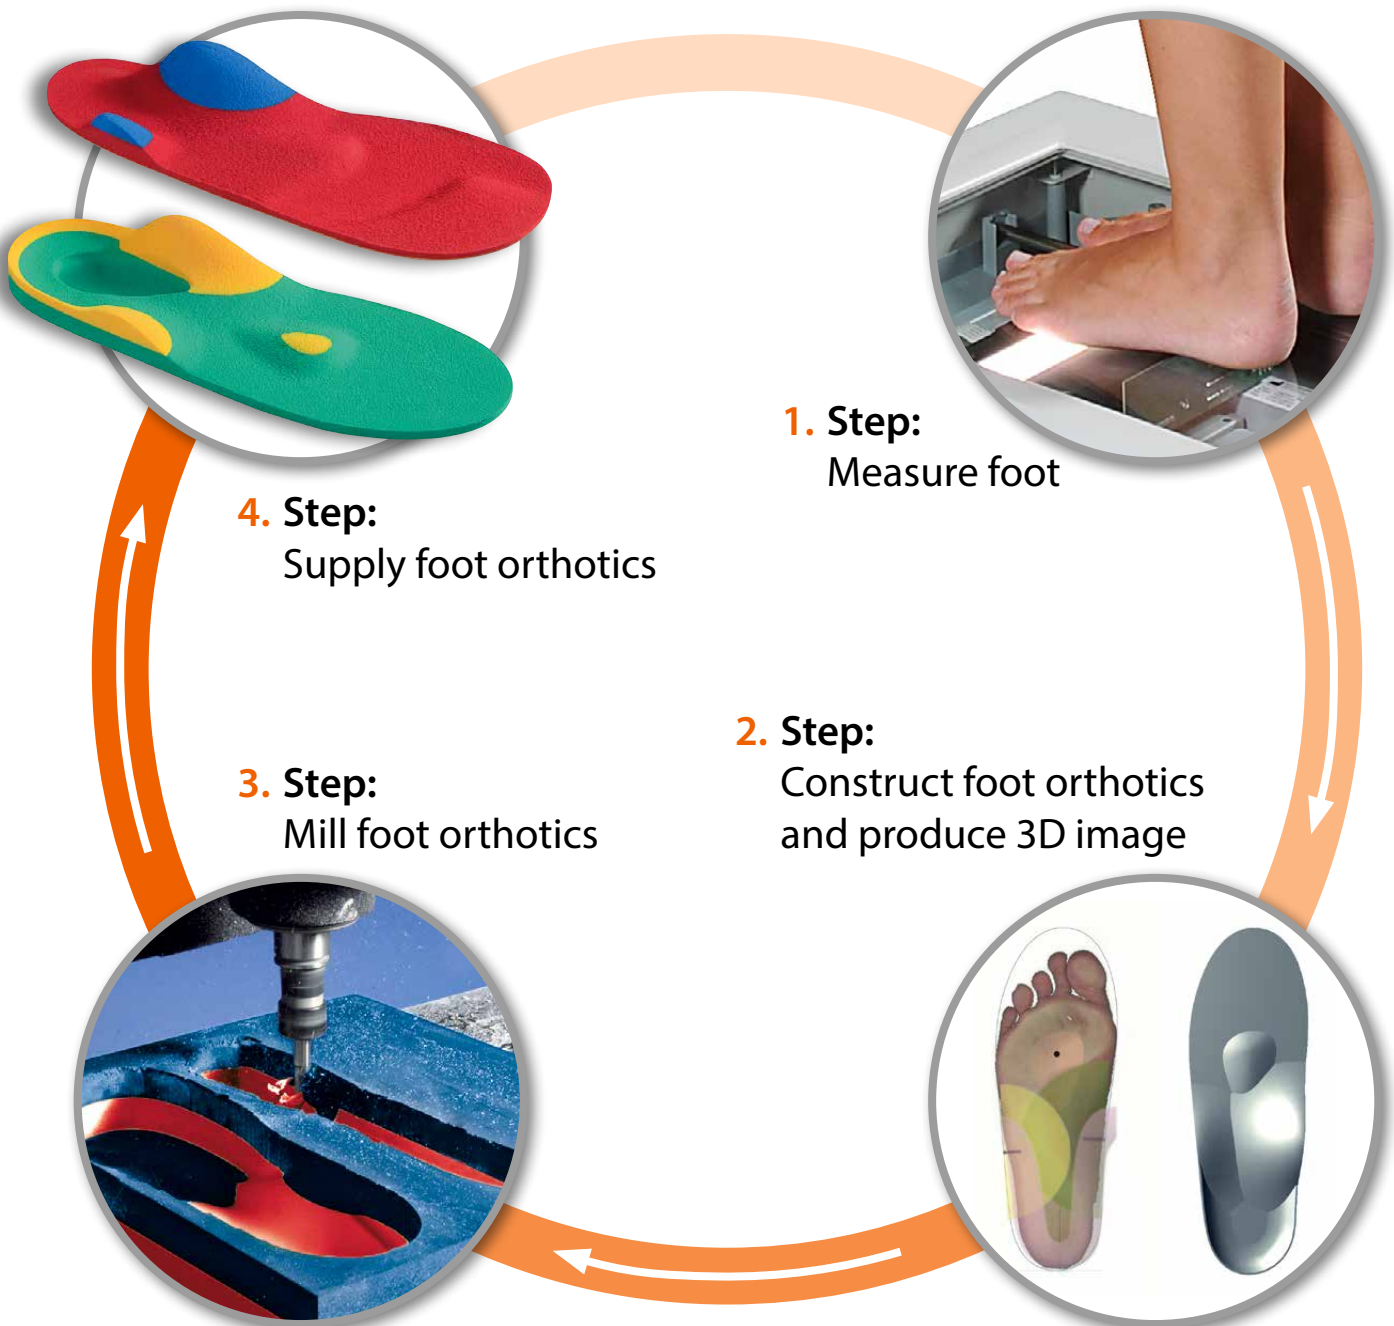 1. Step:
Measure foot
2. Step:
Construct foot orthotics
and produce 3D image
3. Step:
Mill foot orthotics
4. Step:
Supply foot orthotics